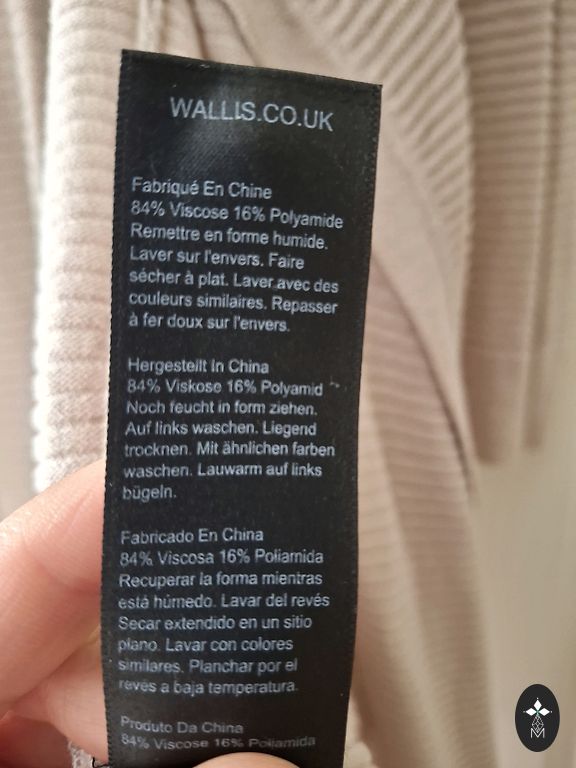 WALLIS.CO.UK
Fabriqué En Chine
84% Viscose 16% Polyamide
Remettre en forme humide.
Laver sur l'envers. Faire
sécher à plat. Laver avec des
couleurs similaires. Repasser
à fer doux sur l'envers.
Hergestellt In China
84% Viskose 16% Polyamid
Noch feucht in form ziehen.
Auf links waschen. Liegend
trocknen. Mit ähnlichen farben
waschen. Lauwarm auf links
bügeln.
Fabricado En China
84% Viscosa 16% Poliamida
Recuperar la forma mientras
está húmedo. Lavar del revés
Secar extendido en un sitio
plano. Lavar con colores
similares. Planchar por el
revés a baja temperatura.
Produto Da China
84% Viscose 16% Poliamida
M